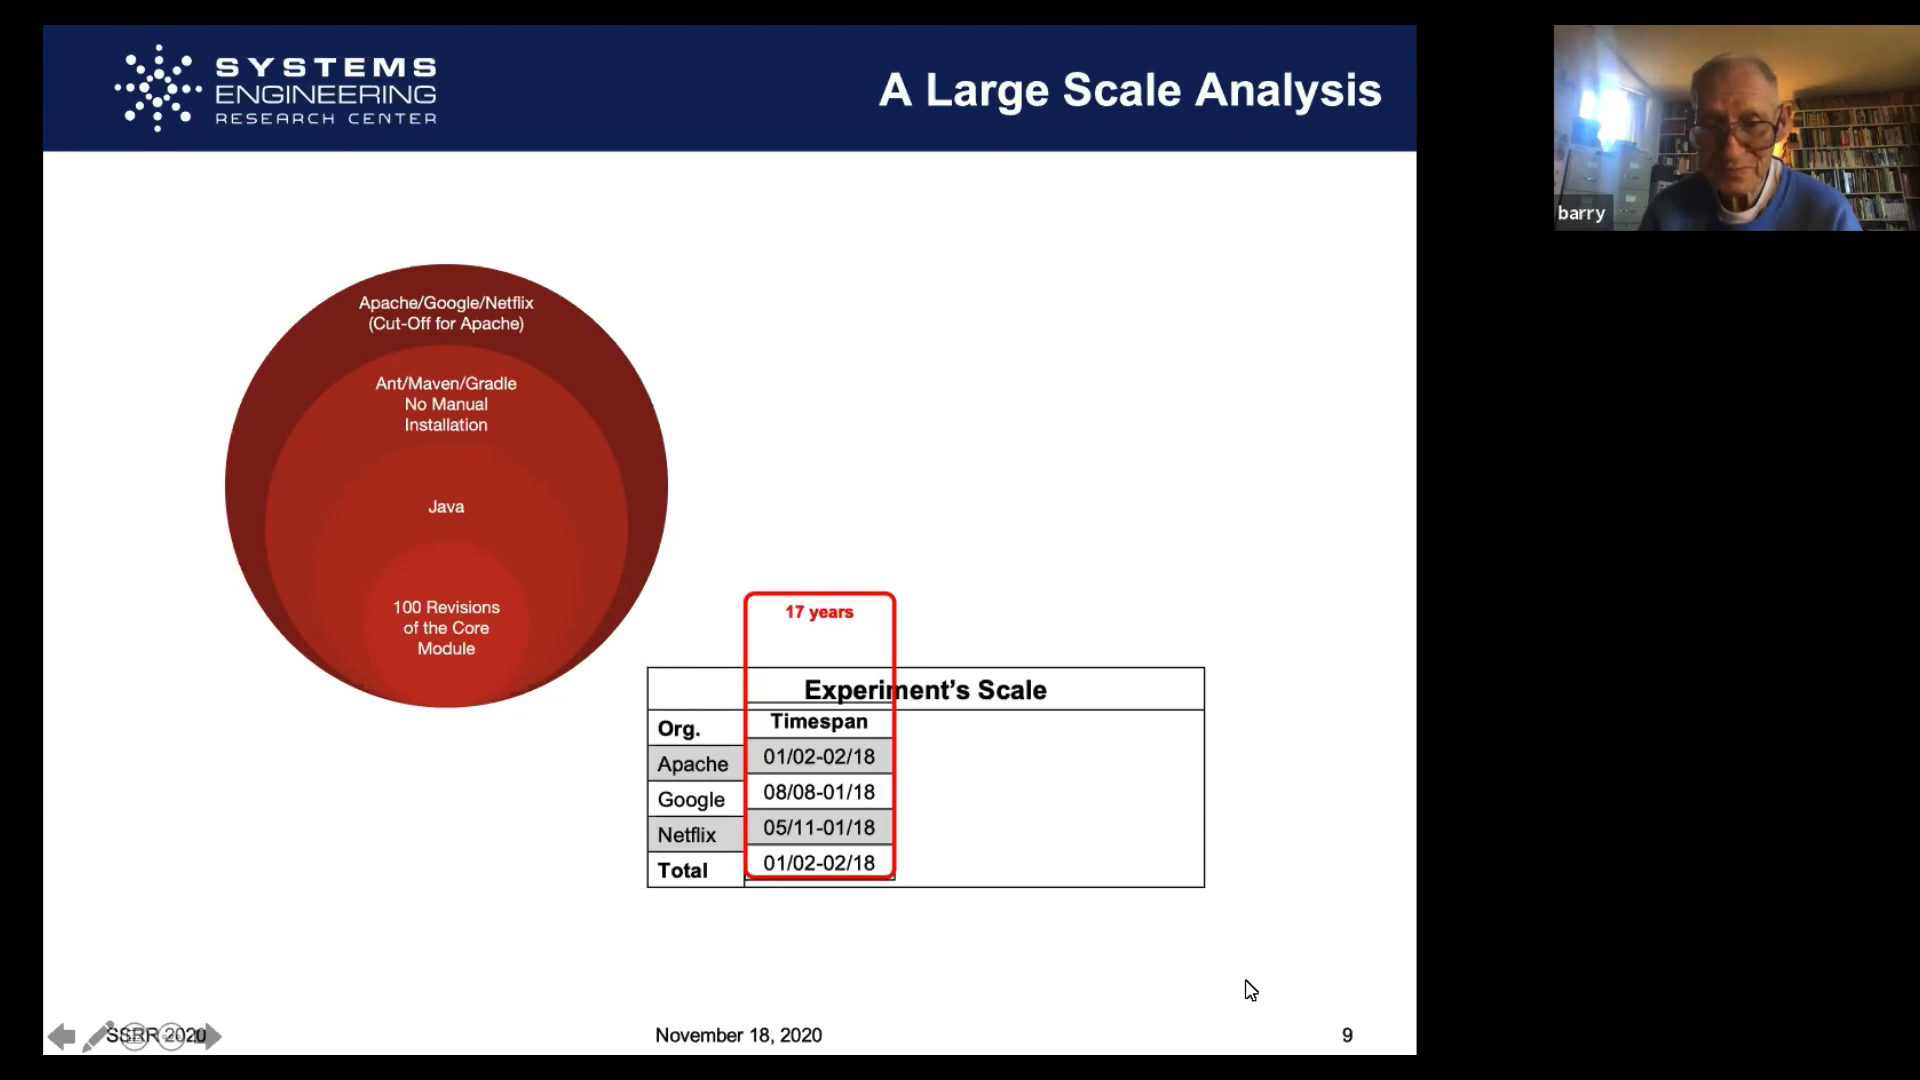 SYSTEMS
ENGINEERING
RESEARCH CENTER
A Large Scale Analysis
barry
Apache/Google/Netflix
(Cut-Off for Apache)
Ant/Maven/Gradle
No Manual
Installation
Java
100 Revisions
of the Core
Module
17 years
Experiment’s Scale
Org. Timespan
Apache 01/02-02/18
Google 08/08-01/18
Netflix 05/11-01/18
Total 01/02-02/18
SSRR 2020 November 18, 2020 9